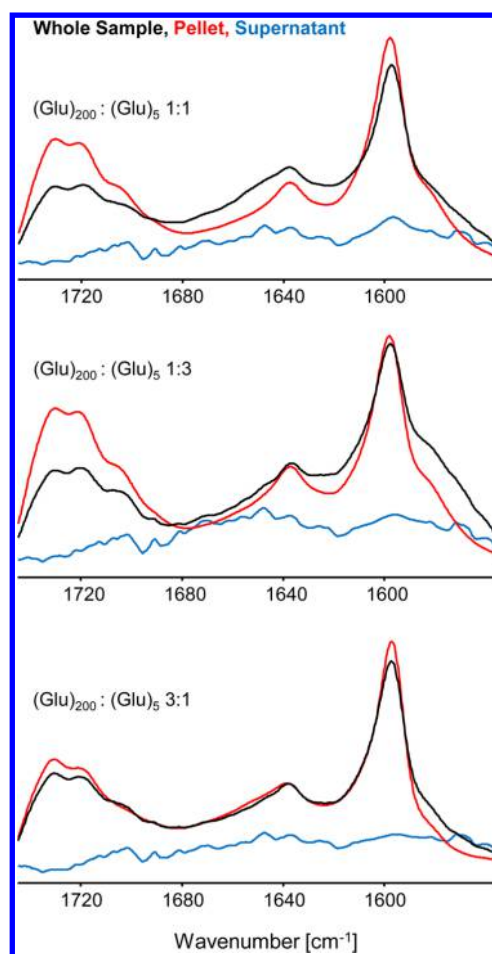 Whole Sample, Pellet, Supernatant
(Glu)200 : (Glu)5 1:1
1720 1680 1640 1600
(Glu)200 : (Glu)5 1:3
1720 1680 1640 1600
(Glu)200 : (Glu)5 3:1
1720 1680 1640 1600
Wavenumber [cm-1]